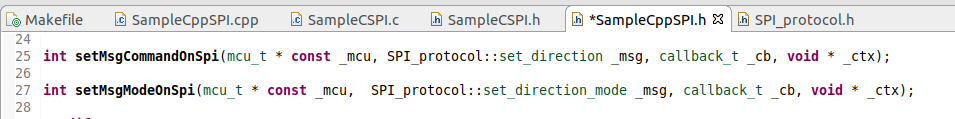 Makefile SampleCppSPI.cpp SampleCSPI.c SampleCSPI.h *SampleCppSPI.h SPI_protocol.h
24
25 int setMsgCommandOnSpi(mcu_t * const _mcu, SPI_protocol::set_direction _msg, callback_t _cb, void * _ctx);
26
27 int setMsgModeOnSpi(mcu_t * const _mcu,  SPI_protocol::set_direction_mode _msg, callback_t _cb, void * _ctx);
28